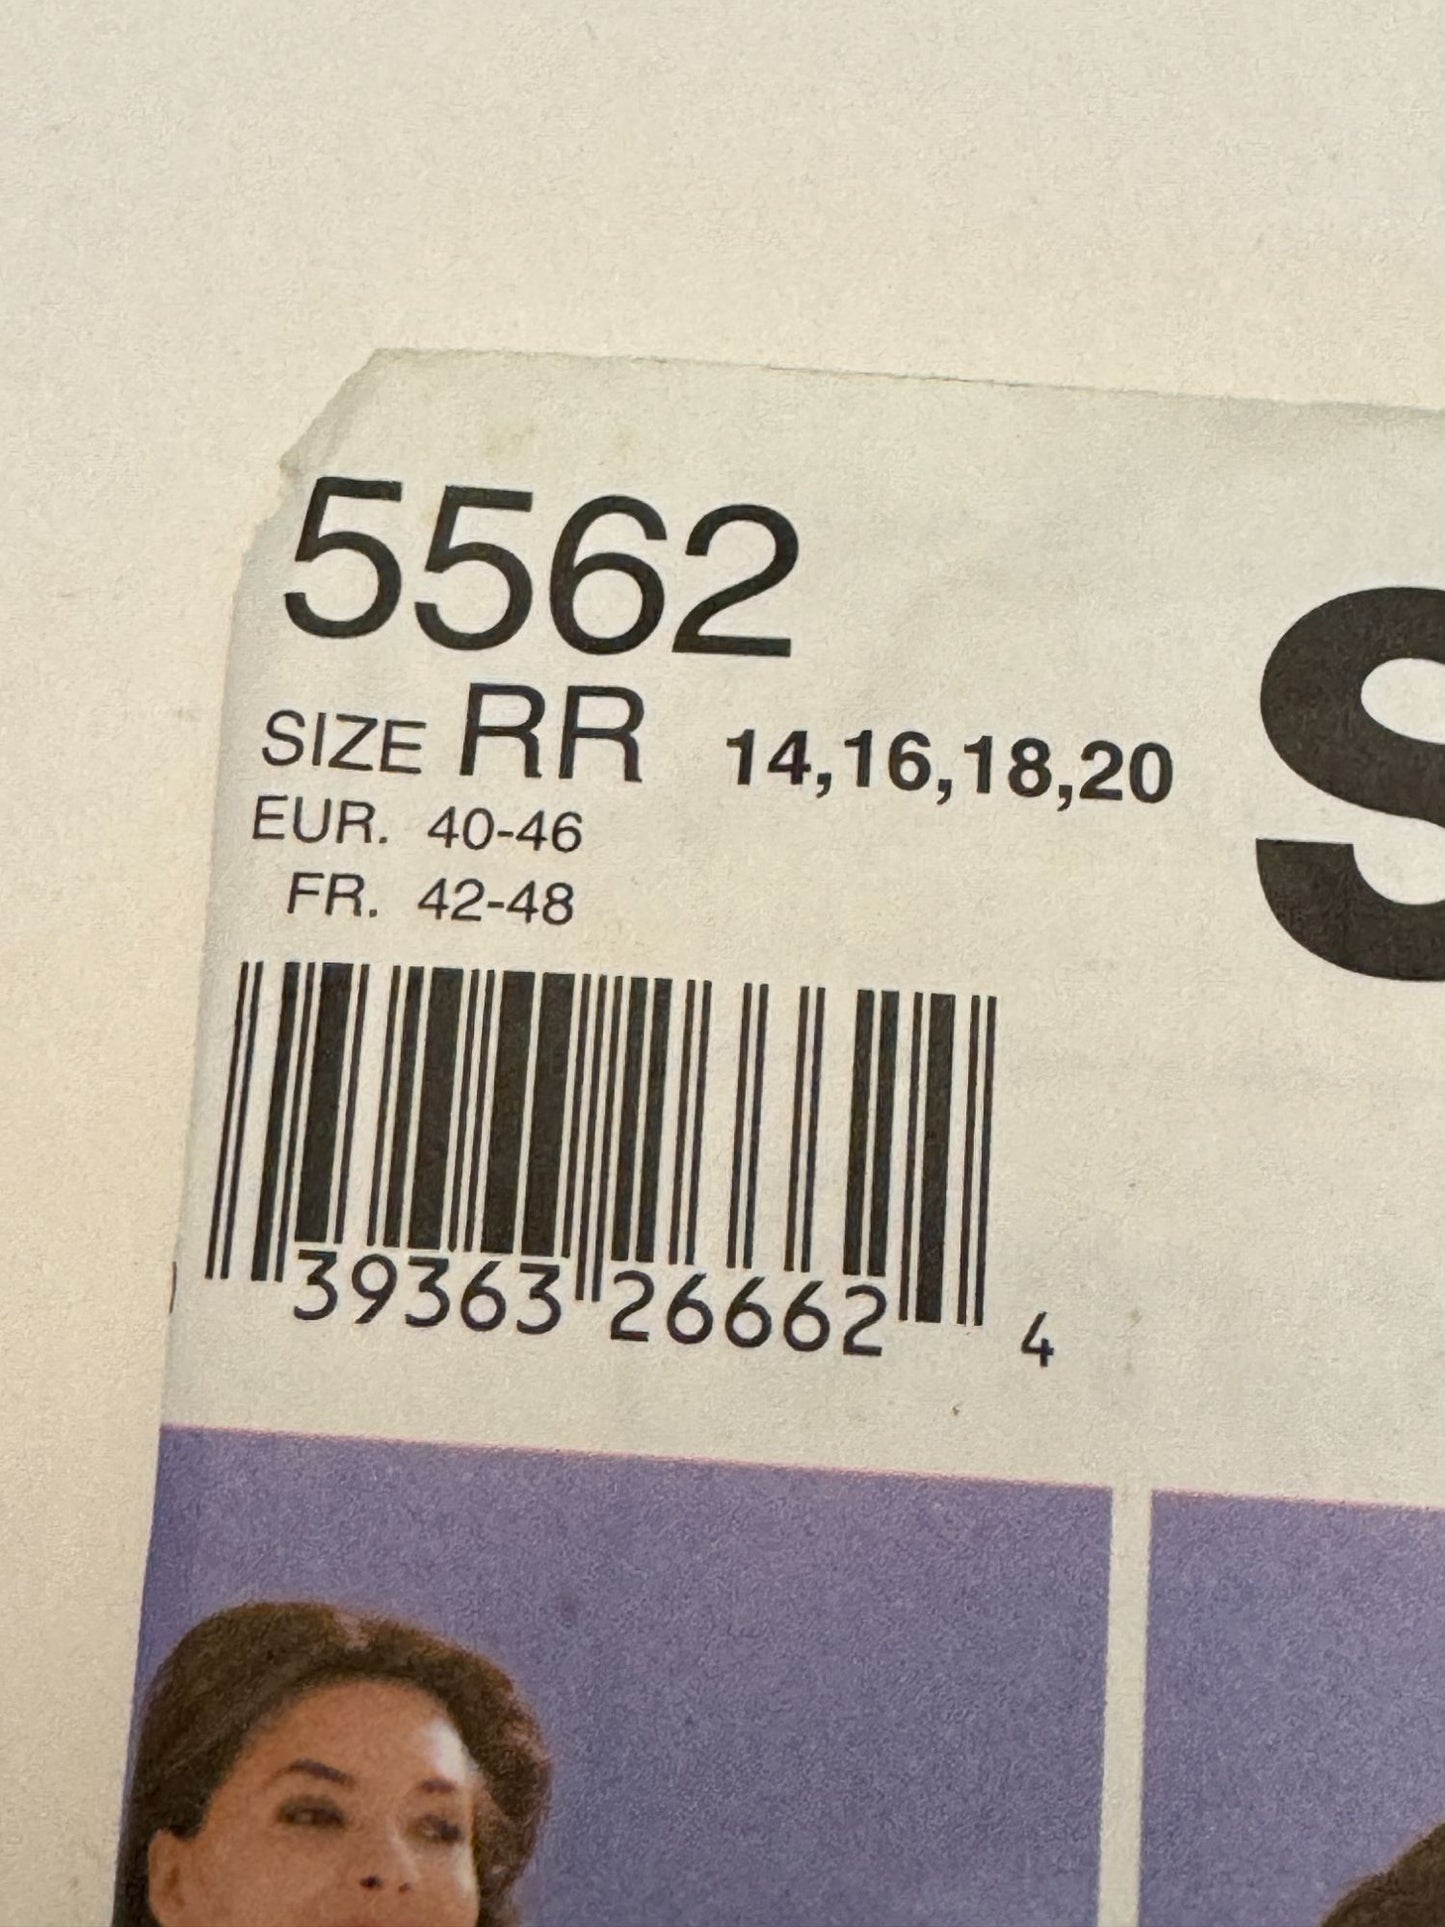 5562
SIZE RR 14,16,18,20
EUR. 40-46
FR. 42-48
S
39363 26662 4